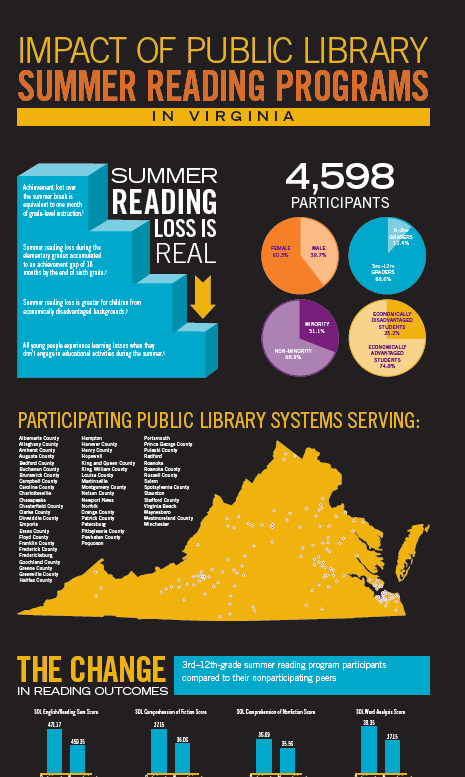 IMPACT OF PUBLIC LIBRARY
SUMMER READING PROGRAMS
IN VIRGINIA
SUMMER
READING
LOSS IS
REAL
Achievement lost over
the summer break is
equivalent to one month
of grade-level instruction.¹
Summer reading loss during the
elementary grades accumulates
to an achievement gap of 18
months by the end of sixth grade.²
Summer reading loss is greater for children from
economically disadvantaged backgrounds.³
All young people experience learning losses when they
don't engage in educational activities during the summer.⁴
4,598
PARTICIPANTS
FEMALE
60.3%
MALE
39.7%
K–2ND
GRADERS
11.4%
3RD–12TH
GRADERS
88.6%
MINORITY
31.1%
NON-MINORITY
68.9%
ECONOMICALLY
DISADVANTAGED
STUDENTS
25.2%
ECONOMICALLY
ADVANTAGED
STUDENTS
74.8%
PARTICIPATING PUBLIC LIBRARY SYSTEMS SERVING:
Albemarle County
Alleghany County
Amherst County
Augusta County
Bedford County
Buchanan County
Brunswick County
Campbell County
Caroline County
Charlottesville
Chesapeake
Chesterfield County
Clarke County
Dinwiddie County
Emporia
Essex County
Floyd County
Franklin County
Frederick County
Fredericksburg
Goochland County
Greene County
Greensville County
Halifax County
Hampton
Hanover County
Henry County
Hopewell
King and Queen County
King William County
Louisa County
Martinsville
Montgomery County
Nelson County
Newport News
Norfolk
Orange County
Patrick County
Petersburg
Pittsylvania County
Powhatan County
Poquoson
Portsmouth
Prince George County
Pulaski County
Radford
Roanoke
Roanoke County
Russell County
Salem
Spotsylvania County
Staunton
Stafford County
Virginia Beach
Waynesboro
Westmoreland County
Winchester
THE CHANGE
IN READING OUTCOMES
3rd–12th-grade summer reading program participants
compared to their nonparticipating peers
SOL English/Reading Sum Score
471.17
459.35
SOL Comprehension of Fiction Score
37.15
36.05
SOL Comprehension of Nonfiction Score
36.69
35.56
SOL Word Analysis Score
38.35
37.15